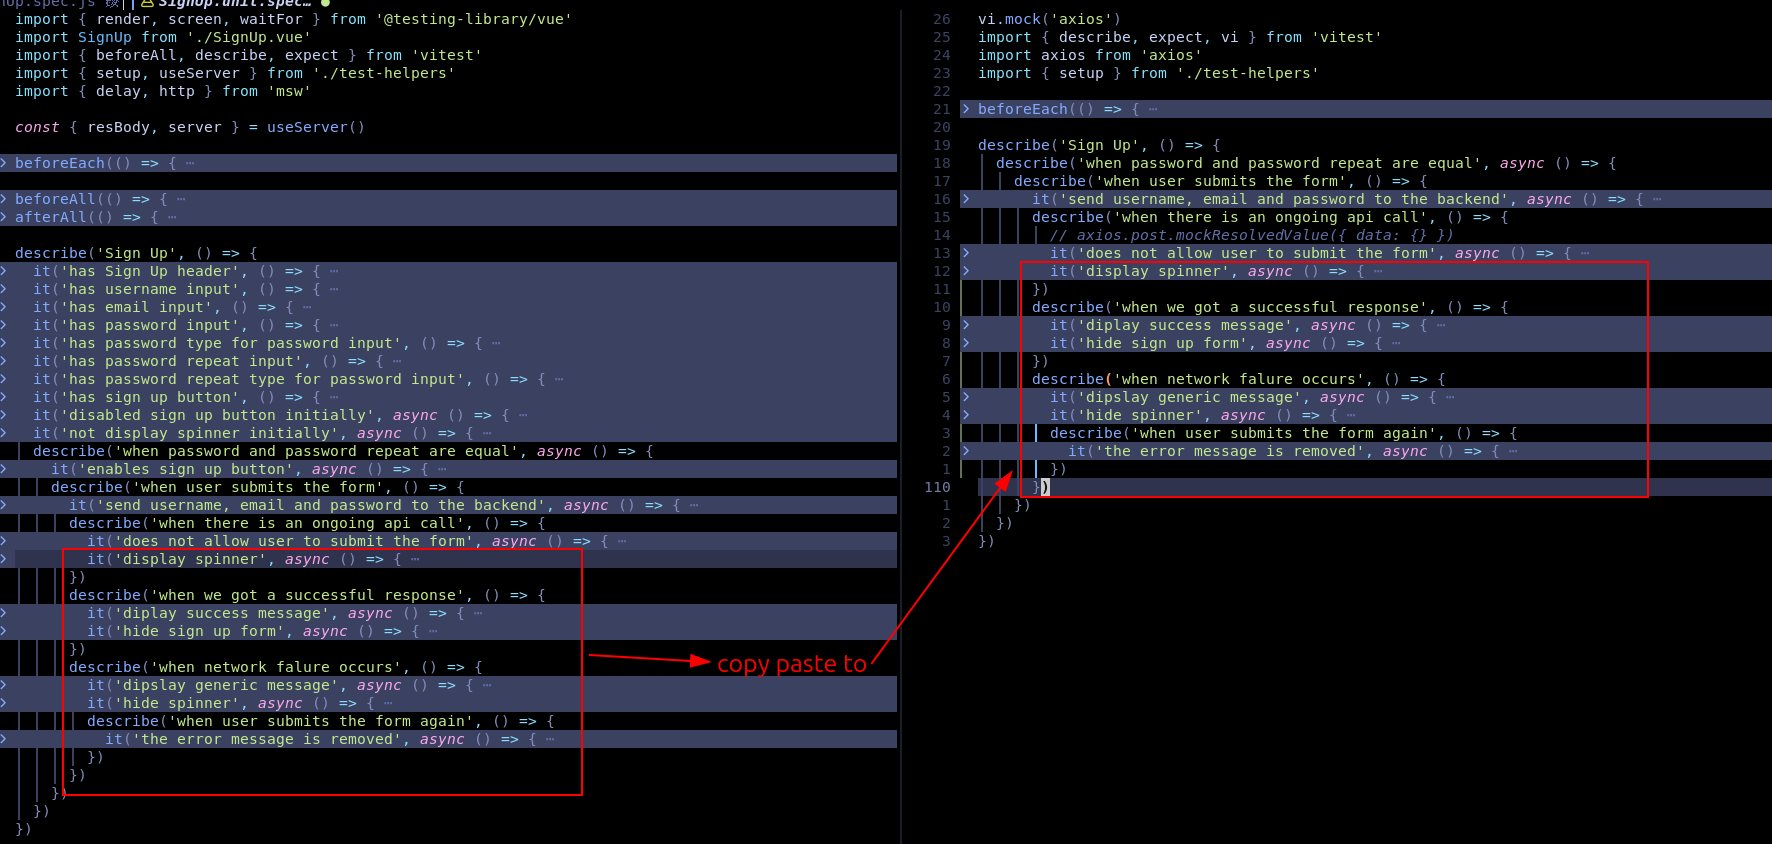 nup.spec.js SignUp.unit.spec…
import { render, screen, waitFor } from '@testing-library/vue'
import SignUp from './SignUp.vue'
import { beforeAll, describe, expect } from 'vitest'
import { setup, useServer } from './test-helpers'
import { delay, http } from 'msw'
const { resBody, server } = useServer()
beforeEach(() => { ⋯
beforeAll(() => { ⋯
afterAll(() => { ⋯
describe('Sign Up', () => {
it('has Sign Up header', () => { ⋯
it('has username input', () => { ⋯
it('has email input', () => { ⋯
it('has password input', () => { ⋯
it('has password type for password input', () => { ⋯
it('has password repeat input', () => { ⋯
it('has password repeat type for password input', () => { ⋯
it('has sign up button', () => { ⋯
it('disabled sign up button initially', async () => { ⋯
it('not display spinner initially', async () => { ⋯
describe('when password and password repeat are equal', async () => {
it('enables sign up button', async () => { ⋯
describe('when user submits the form', () => {
it('send username, email and password to the backend', async () => { ⋯
describe('when there is an ongoing api call', () => {
it('does not allow user to submit the form', async () => { ⋯
it('display spinner', async () => { ⋯
})
describe('when we got a successful response', () => {
it('diplay success message', async () => { ⋯
it('hide sign up form', async () => { ⋯
})
describe('when network falure occurs', () => {
it('dipslay generic message', async () => { ⋯
it('hide spinner', async () => { ⋯
describe('when user submits the form again', () => {
it('the error message is removed', async () => { ⋯
})
})
})
})
})
copy paste to
26 vi.mock('axios')
25 import { describe, expect, vi } from 'vitest'
24 import axios from 'axios'
23 import { setup } from './test-helpers'
22
21 beforeEach(() => { ⋯
20
19 describe('Sign Up', () => {
18 describe('when password and password repeat are equal', async () => {
17 describe('when user submits the form', () => {
16 it('send username, email and password to the backend', async () => { ⋯
15 describe('when there is an ongoing api call', () => {
14 // axios.post.mockResolvedValue({ data: {} })
13 it('does not allow user to submit the form', async () => { ⋯
12 it('display spinner', async () => { ⋯
11 })
10 describe('when we got a successful response', () => {
9 it('diplay success message', async () => { ⋯
8 it('hide sign up form', async () => { ⋯
7 })
6 describe('when network falure occurs', () => {
5 it('dipslay generic message', async () => { ⋯
4 it('hide spinner', async () => { ⋯
3 describe('when user submits the form again', () => {
2 it('the error message is removed', async () => { ⋯
1 })
110 })
1 })
2 })
3 })